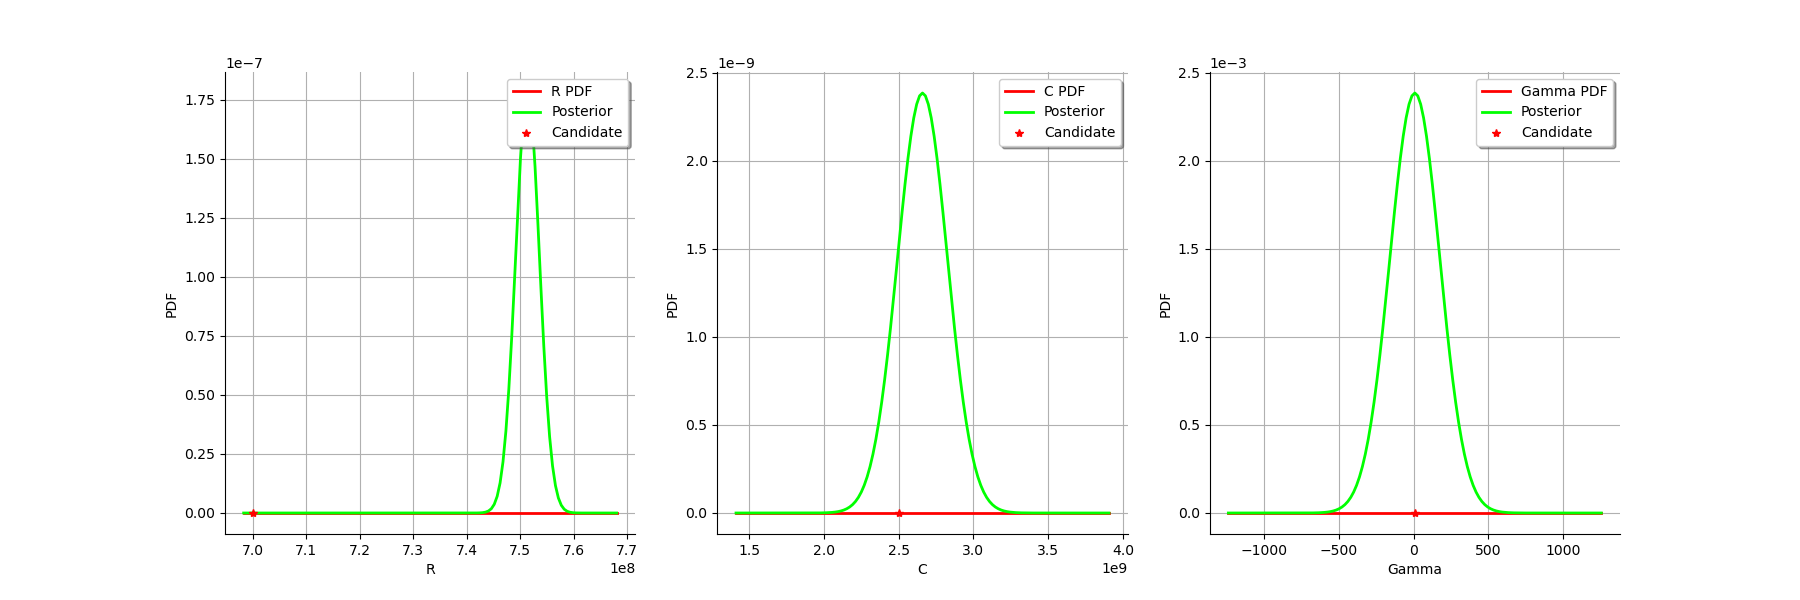 1e−7
1.75
1.50
1.25
1.00
0.75
0.50
0.25
0.00
PDF
7.0 7.1 7.2 7.3 7.4 7.5 7.6 7.7
1e8
R
R PDF
Posterior
Candidate
1e−9
2.5
2.0
1.5
1.0
0.5
0.0
PDF
1.5 2.0 2.5 3.0 3.5 4.0
1e9
C
C PDF
Posterior
Candidate
1e−3
2.5
2.0
1.5
1.0
0.5
0.0
PDF
−1000 −500 0 500 1000
Gamma
Gamma PDF
Posterior
Candidate